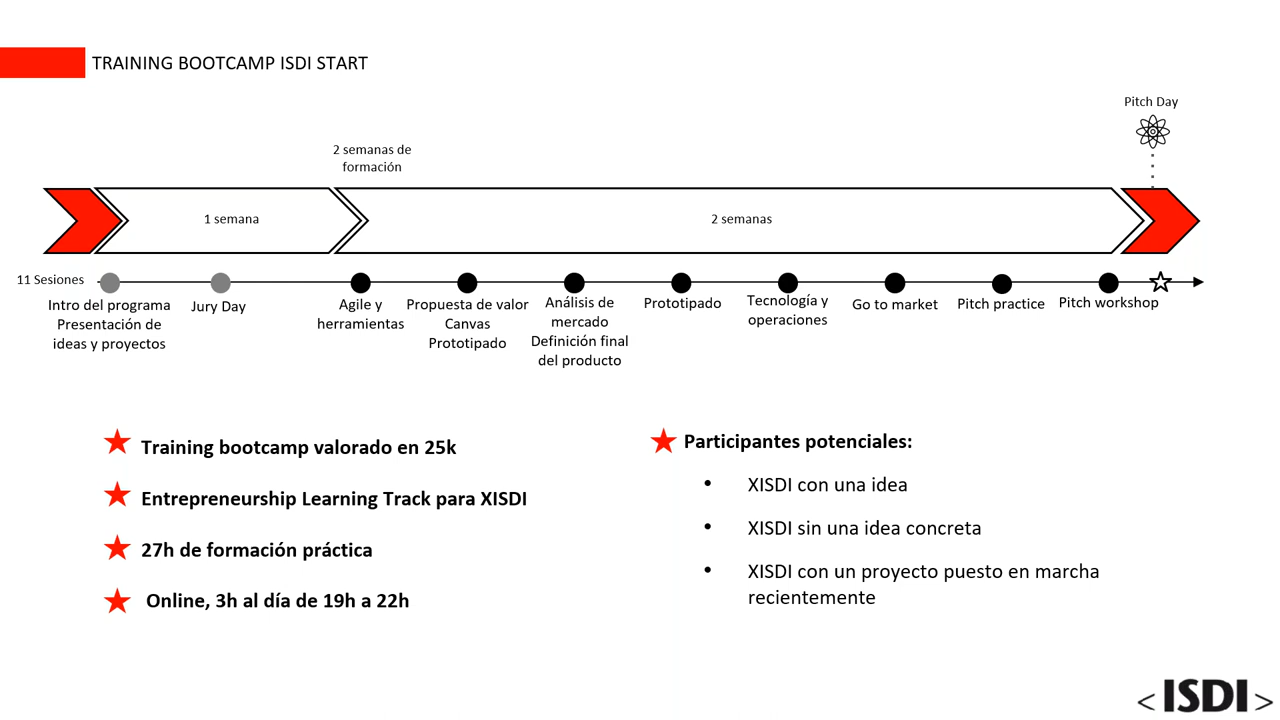 TRAINING BOOTCAMP ISDI START
Pitch Day
2 semanas de
formación
1 semana
2 semanas
11 Sesiones
Intro del programa
Presentación de
ideas y proyectos
Jury Day
Agile y
herramientas
Propuesta de valor
Canvas
Prototipado
Análisis de
mercado
Definición final
del producto
Prototipado
Tecnología y
operaciones
Go to market
Pitch practice
Pitch workshop
Training bootcamp valorado en 25k
Entrepreneurship Learning Track para XISDI
27h de formación práctica
Online, 3h al día de 19h a 22h
Participantes potenciales:
• XISDI con una idea
• XISDI sin una idea concreta
• XISDI con un proyecto puesto en marcha
recientemente
<ISDI>